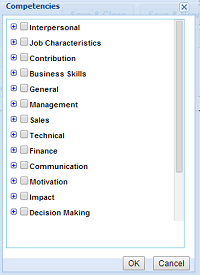 Competencies
Interpersonal
Job Characteristics
Contribution
Business Skills
General
Management
Sales
Technical
Finance
Communication
Motivation
Impact
Decision Making
OK
Cancel